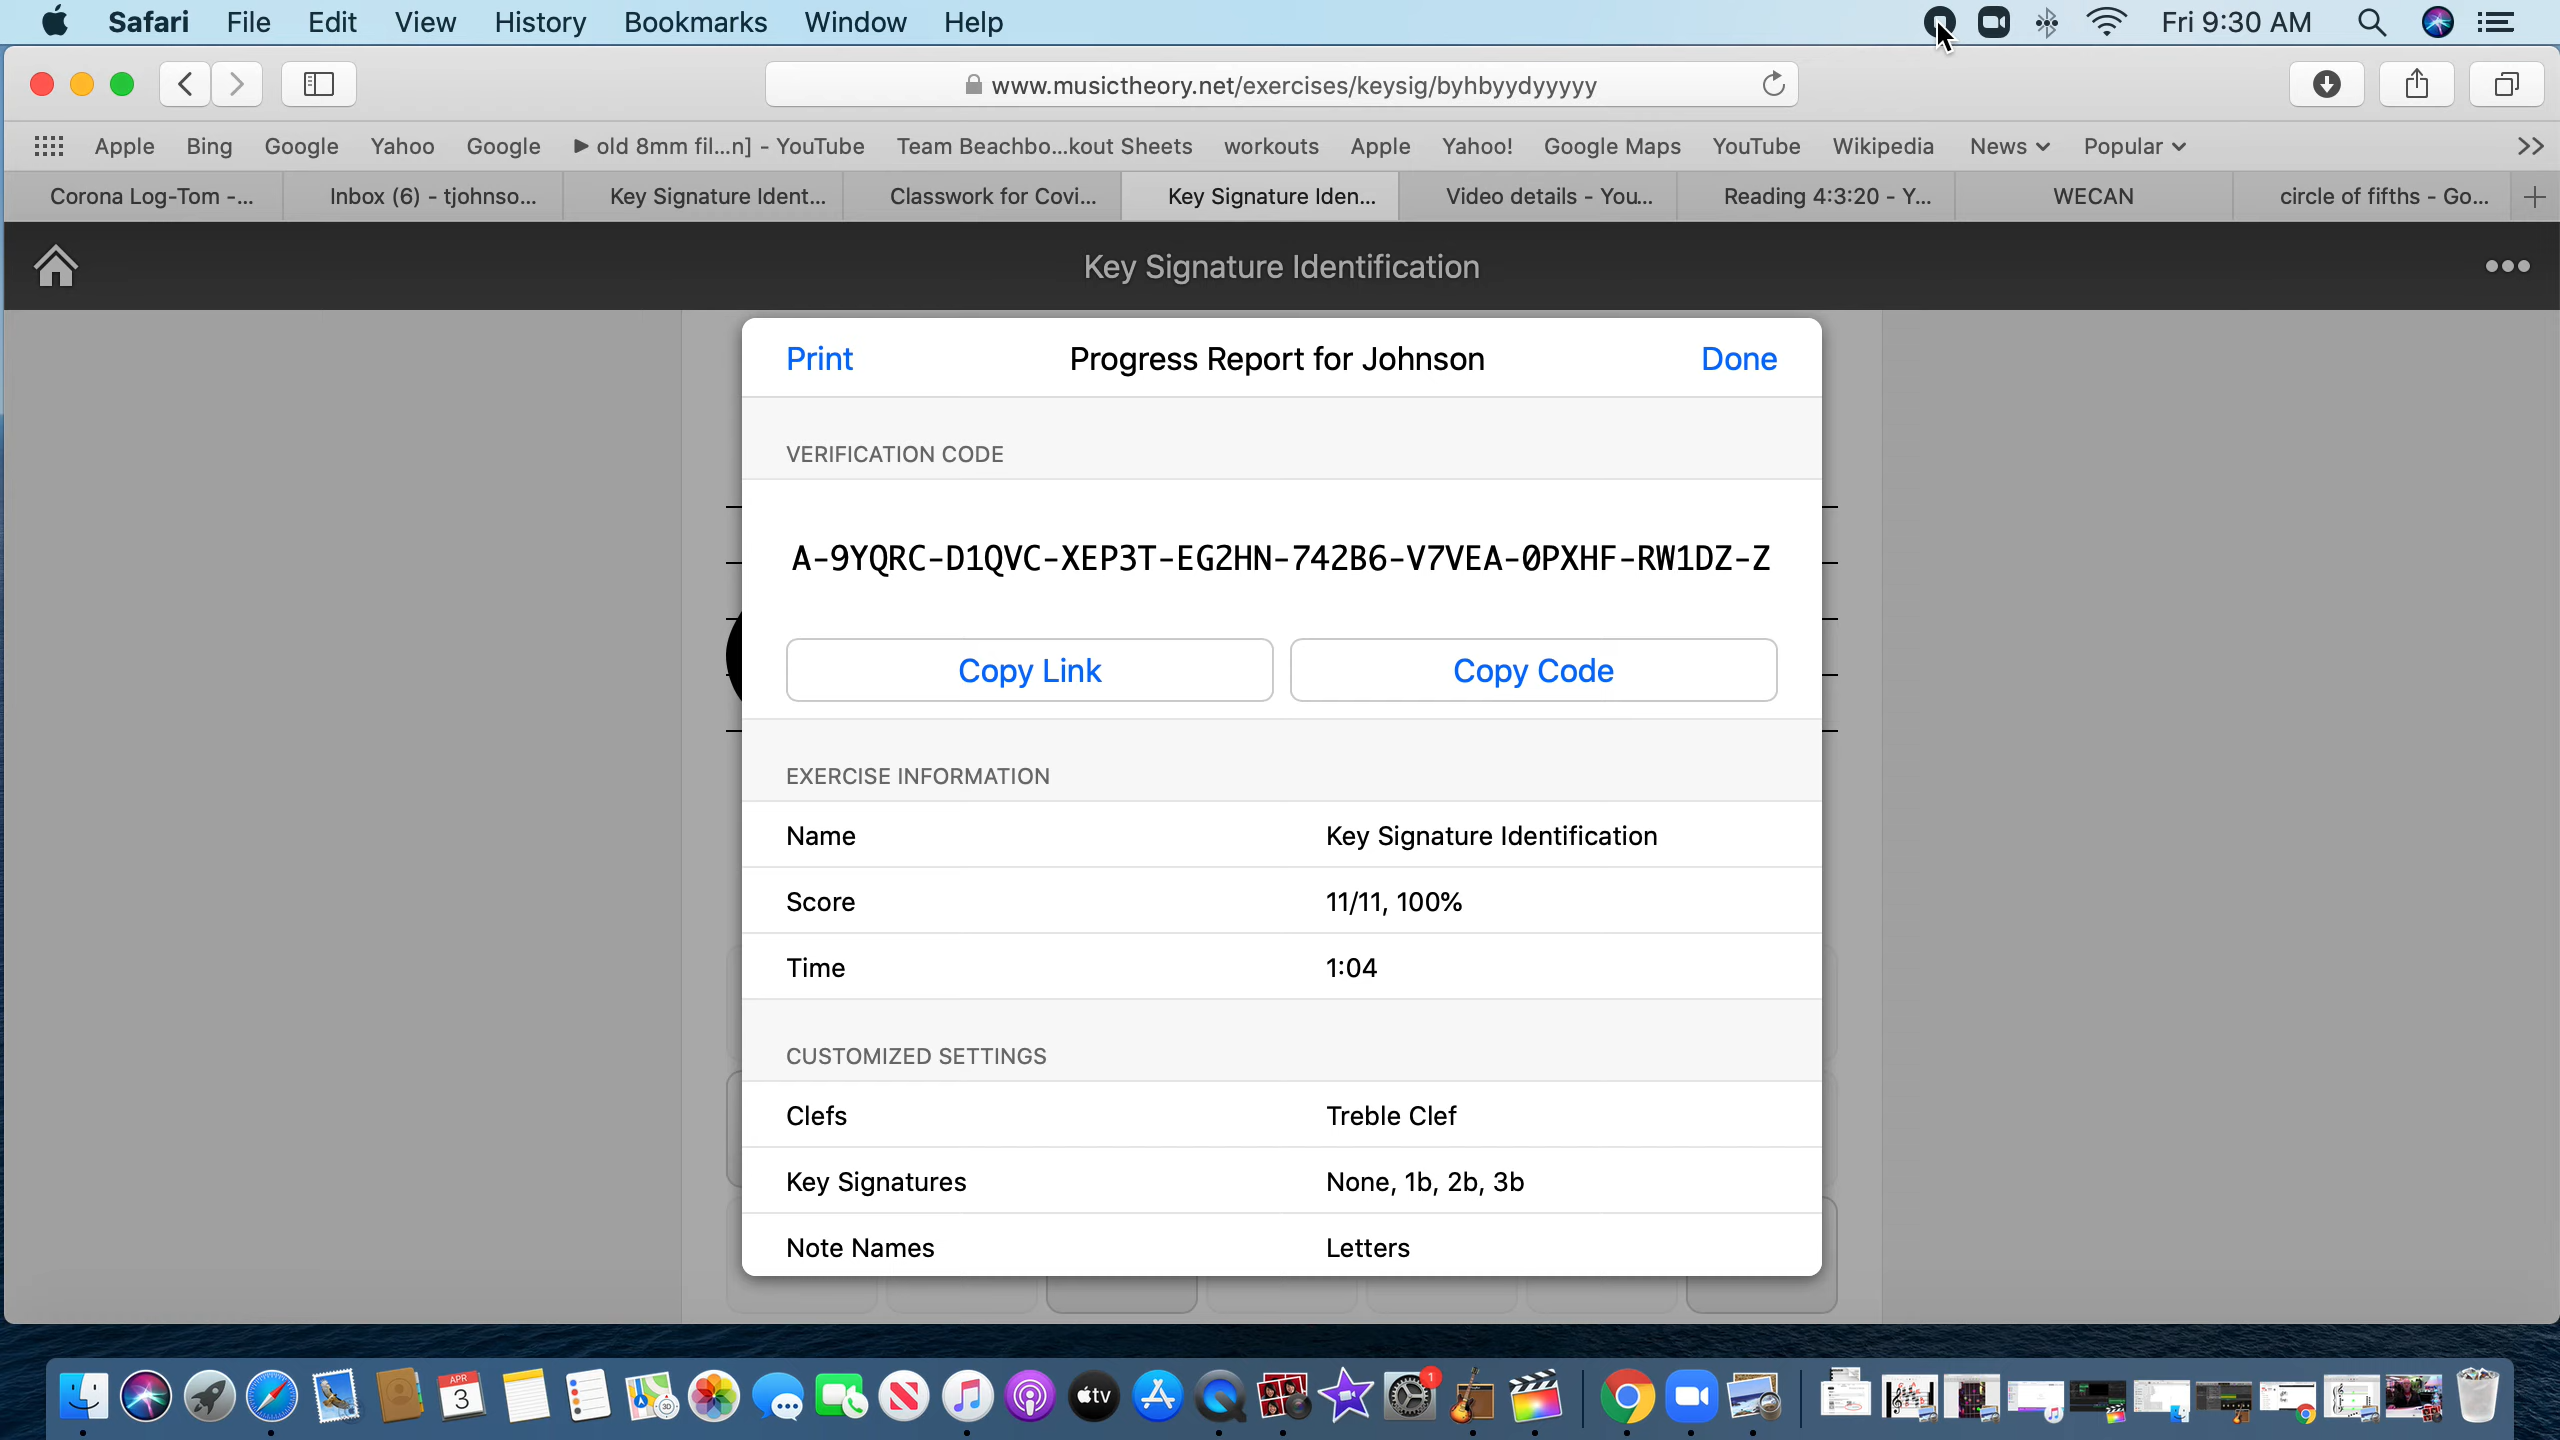 Safari File Edit View History Bookmarks Window Help Fri 9:30 AM
www.musictheory.net/exercises/keysig/byhbyydyyyyy
Apple Bing Google Yahoo Google ▶ old 8mm fil...n] - YouTube Team Beachbo...kout Sheets workouts Apple Yahoo! Google Maps YouTube Wikipedia News Popular
Corona Log-Tom -... Inbox (6) - tjohnso... Key Signature Ident... Classwork for Covi... Key Signature Iden... Video details - You... Reading 4:3:20 - Y... WECAN circle of fifths - Go...
Key Signature Identification
Print Progress Report for Johnson Done
VERIFICATION CODE
A-9YQRC-D1QVC-XEP3T-EG2HN-742B6-V7VEA-0PXHF-RW1DZ-Z
Copy Link Copy Code
EXERCISE INFORMATION
Name Key Signature Identification
Score 11/11, 100%
Time 1:04
CUSTOMIZED SETTINGS
Clefs Treble Clef
Key Signatures None, 1b, 2b, 3b
Note Names Letters
APR
3
3D
tv
1